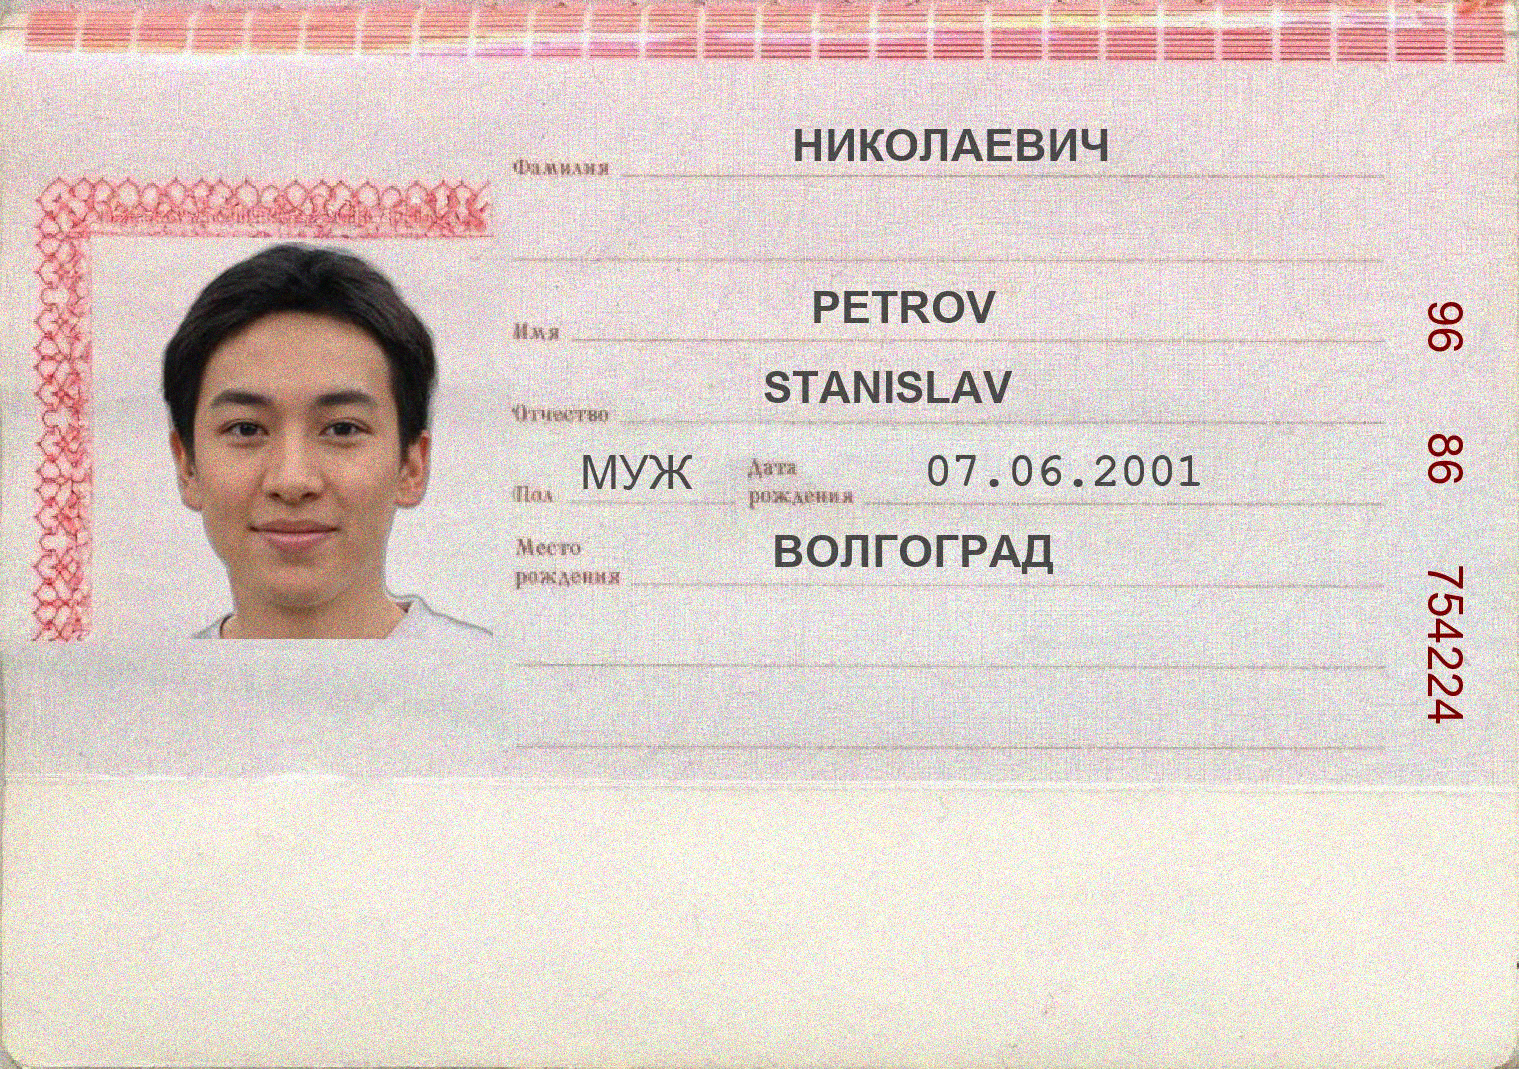 Фамилия НИКОЛАЕВИЧ
Имя PETROV
Отчество STANISLAV
Пол МУЖ Дата рождения 07.06.2001
Место рождения ВОЛГОГРАД
96 86 754224